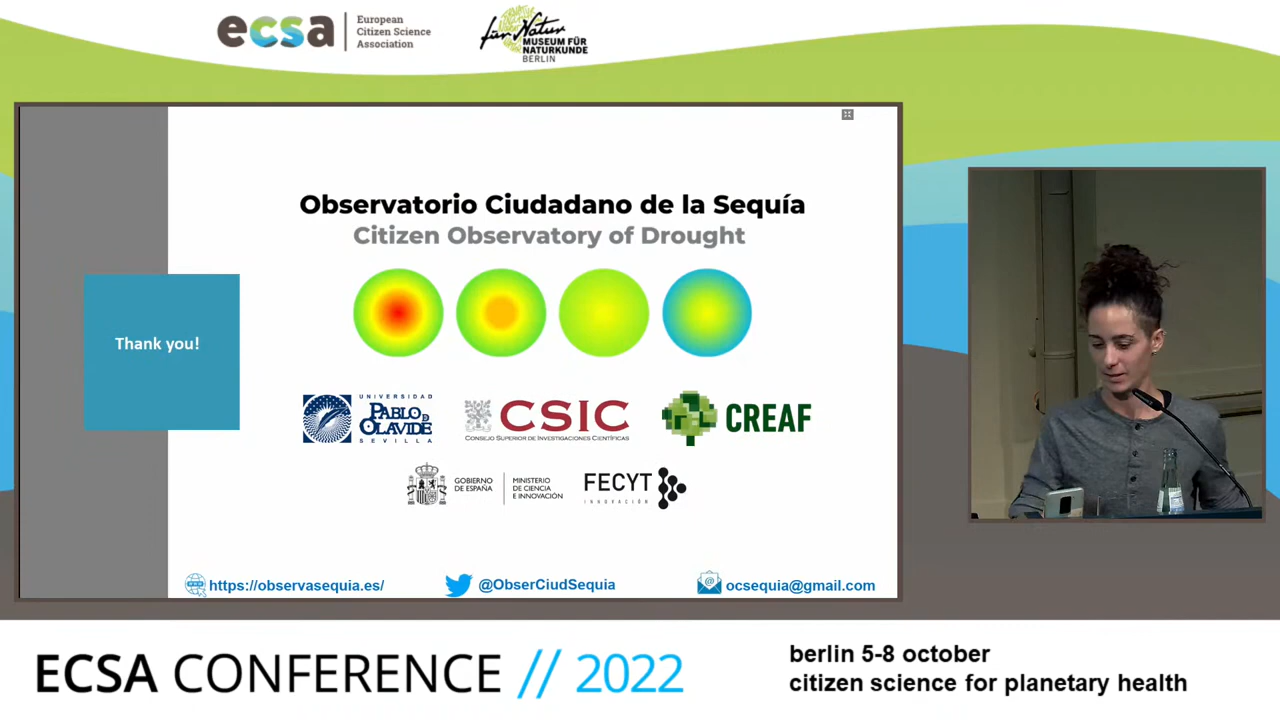 ecsa
European
Citizen Science
Association
für Natur
MUSEUM FÜR
NATURKUNDE
BERLIN
Observatorio Ciudadano de la Sequía
Citizen Observatory of Drought
Thank you!
UNIVERSIDAD
PABLO DE
OLAVIDE
SEVILLA
CSIC
CONSEJO SUPERIOR DE INVESTIGACIONES CIENTÍFICAS
CREAF
GOBIERNO
DE ESPAÑA
MINISTERIO
DE CIENCIA
E INNOVACIÓN
FECYT
INNOVACIÓN
https://observasequia.es/
@ObserCiudSequia
ocsequia@gmail.com
ECSA CONFERENCE // 2022
berlin 5-8 october
citizen science for planetary health